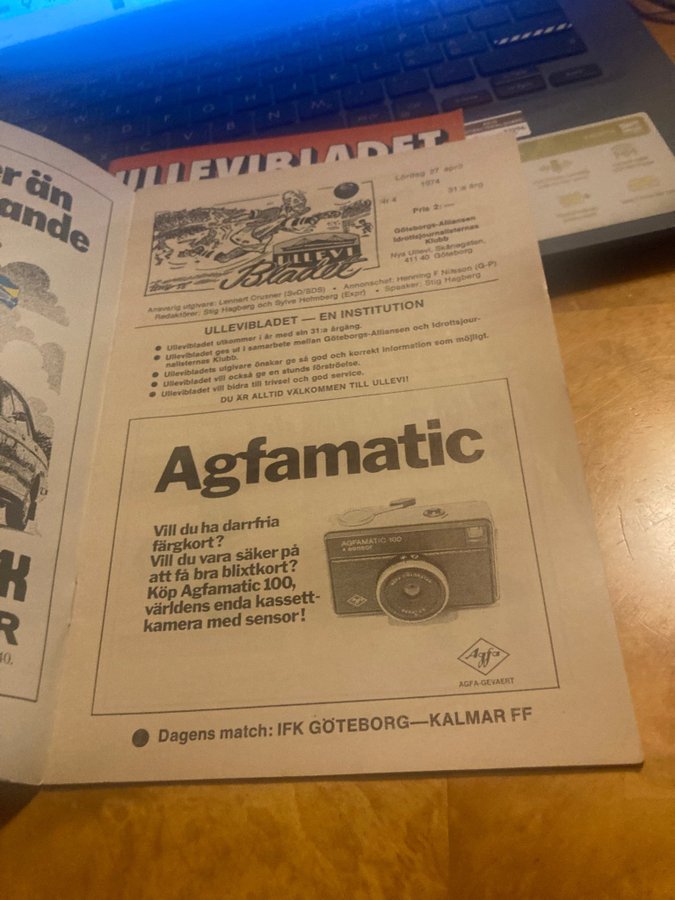 er än
ande
K
R
40.
ULLEVIBLADET
ULLEVI
Bladet
Lördag 27 april
1974
Nr 4 31:a årg
Pris 2:—
Göteborgs-Alliansen
Idrottsjournalisternas
Klubb
Nya Ullevi, Skånegatan,
411 40 Göteborg
Ansvarig utgivare: Lennart Crusner (SvD/SDS) • Annonschef: Henning F Nilsson (G-P)
Redaktörer: Stig Hagberg och Sylve Holmberg (Expr) • Speaker: Stig Hagberg
ULLEVIBLADET — EN INSTITUTION
● Ullevibladet utkommer i år med sin 31:a årgång.
● Ullevibladet ges ut i samarbete mellan Göteborgs-Alliansen och Idrottsjour-
nalisternas Klubb.
● Ullevibladets utgivare önskar ge så god och korrekt information som möjligt.
● Ullevibladet vill också ge en stunds förströelse.
● Ullevibladet vill bidra till trivsel och god service.
DU ÄR ALLTID VÄLKOMMEN TILL ULLEVI!
Agfamatic
Vill du ha darrfria
färgkort?
Vill du vara säker på
att få bra blixtkort?
Köp Agfamatic 100,
världens enda kassett-
kamera med sensor!
AGFAMATIC 100
sensor
Agfa
AGFA-GEVAERT
● Dagens match: IFK GÖTEBORG—KALMAR FF